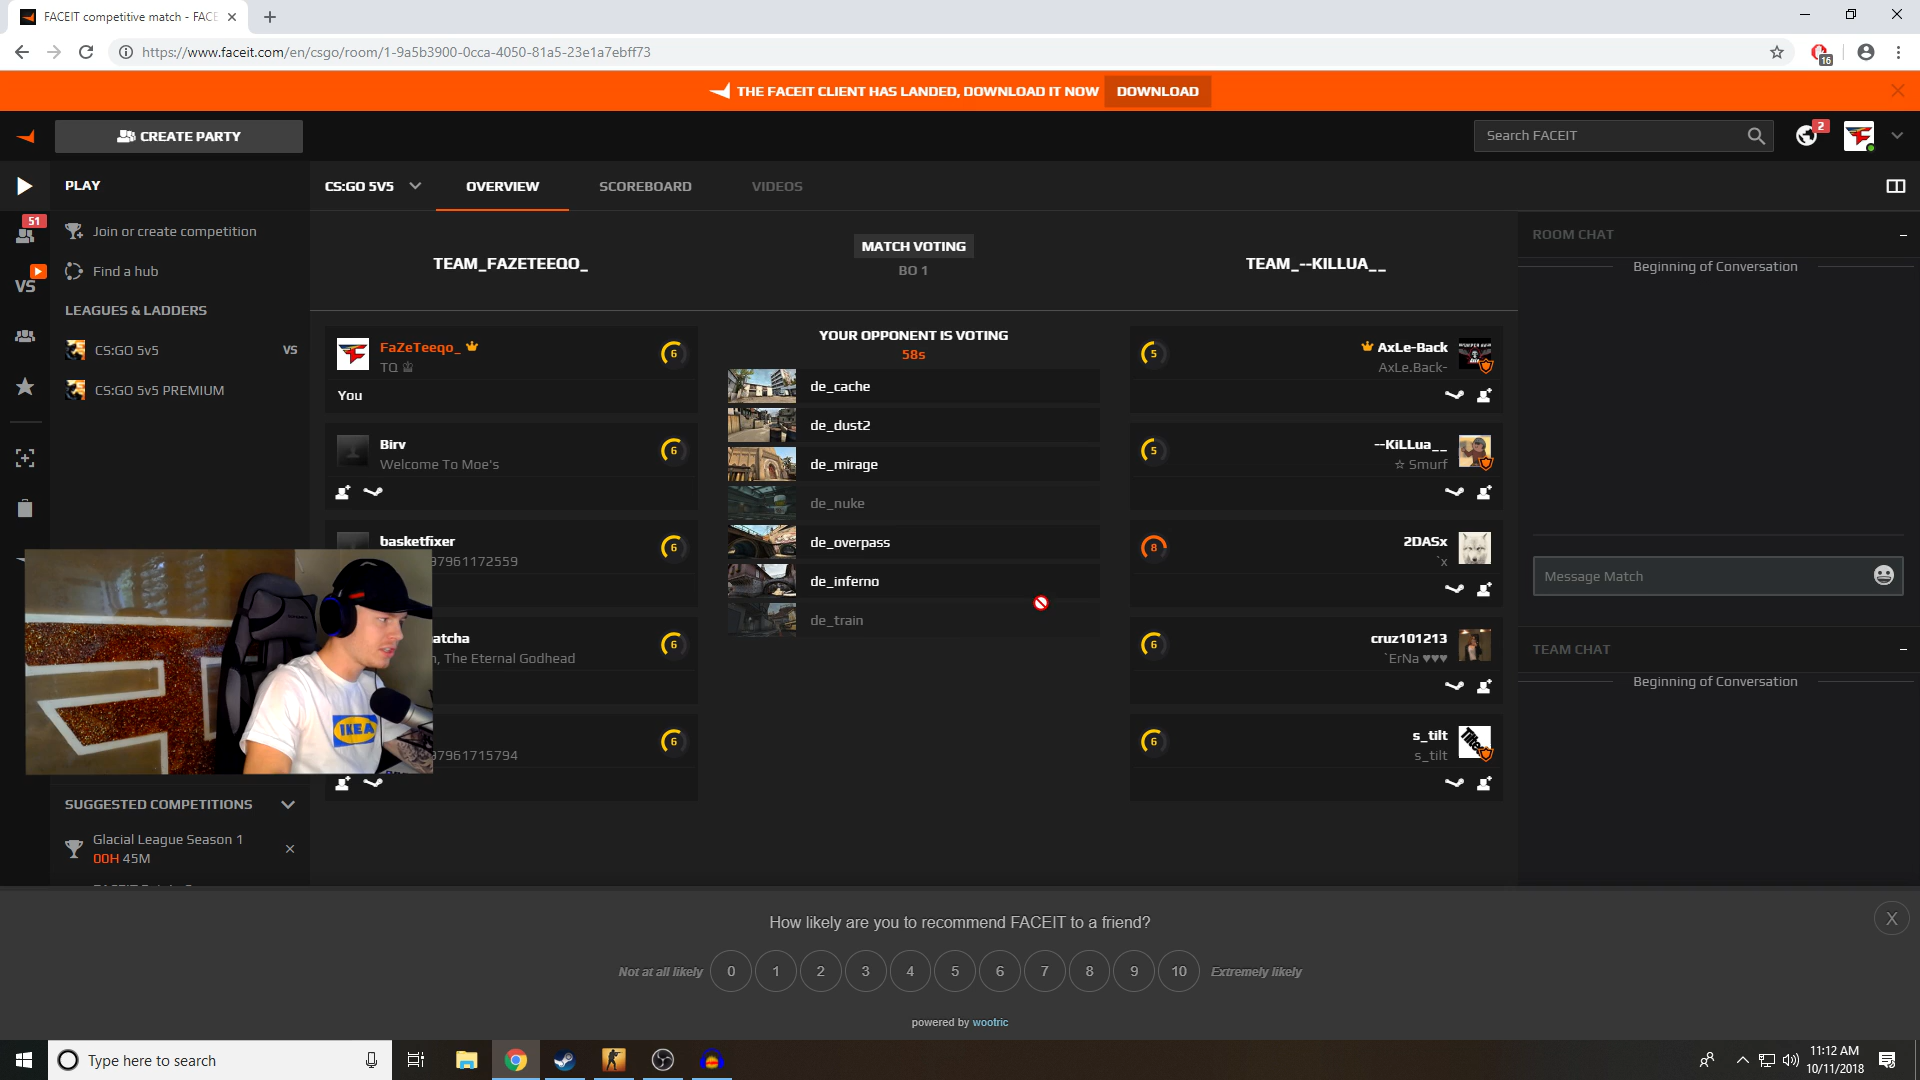 FACEIT competitive match - FACE
https://www.faceit.com/en/csgo/room/1-9a5b3900-0cca-4050-81a5-23e1a7ebff73
16
THE FACEIT CLIENT HAS LANDED, DOWNLOAD IT NOW DOWNLOAD
CREATE PARTY
Search FACEIT
2
PLAY
CS:GO 5V5
OVERVIEW
SCOREBOARD
VIDEOS
51
Join or create competition
Find a hub
VS
LEAGUES & LADDERS
CS:GO 5v5 VS
CS:GO 5v5 PREMIUM
TEAM_FAZETEEQO_
MATCH VOTING
BO 1
TEAM_--KILLUA__
FaZeTeeqo_
TQ
6
You
Birv
Welcome To Moe's
6
basketfixer
97961172559
6
atcha
, The Eternal Godhead
6
97961715794
6
YOUR OPPONENT IS VOTING
58s
de_cache
de_dust2
de_mirage
de_nuke
de_overpass
de_inferno
de_train
5
AxLe-Back
AxLe.Back-
5
--KiLLua__
☆ Smurf
8
2DASx
`x
6
cruz101213
`ErNa ♥♥♥
6
s_tilt
s_tilt
ROOM CHAT
Beginning of Conversation
Message Match
TEAM CHAT
Beginning of Conversation
IKEA
SUGGESTED COMPETITIONS
Glacial League Season 1
00H 45M
How likely are you to recommend FACEIT to a friend?
X
Not at all likely 0 1 2 3 4 5 6 7 8 9 10 Extremely likely
powered by wootric
Type here to search
11:12 AM
10/11/2018